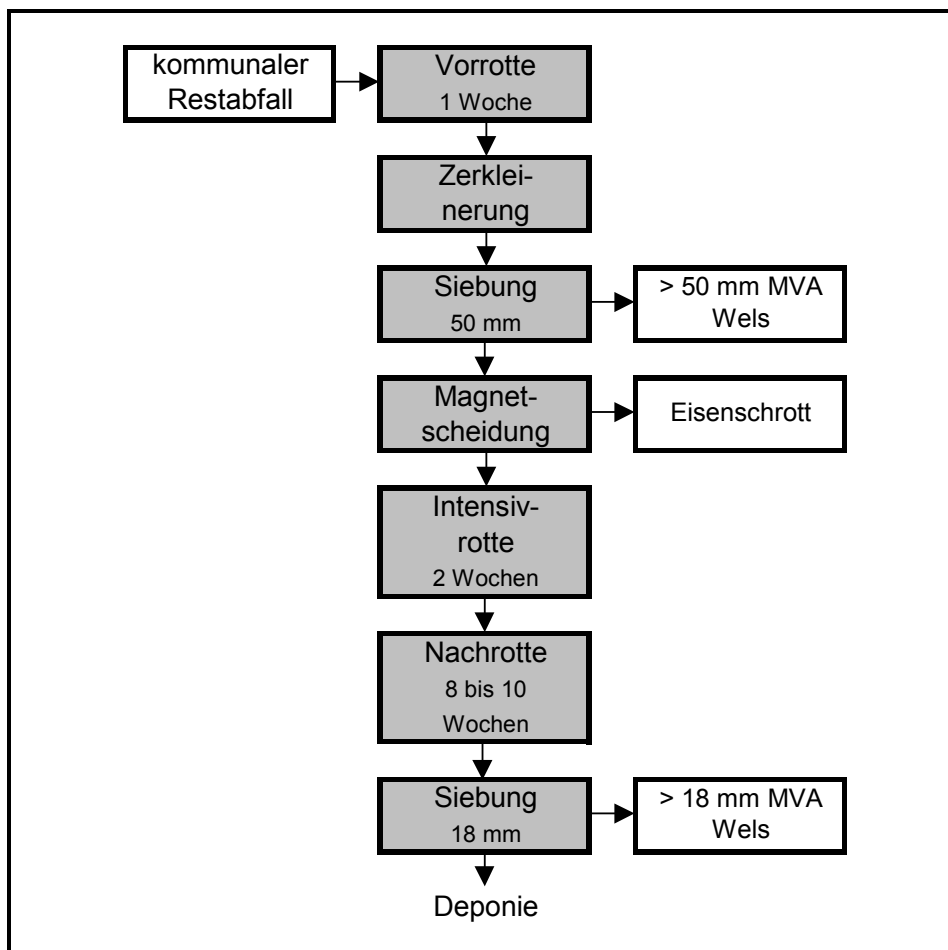 kommunaler
Restabfall
Vorrotte
1 Woche
Zerklei-
nerung
Siebung
50 mm
> 50 mm MVA
Wels
Magnet-
scheidung
Eisenschrott
Intensiv-
rotte
2 Wochen
Nachrotte
8 bis 10
Wochen
Siebung
18 mm
> 18 mm MVA
Wels
Deponie